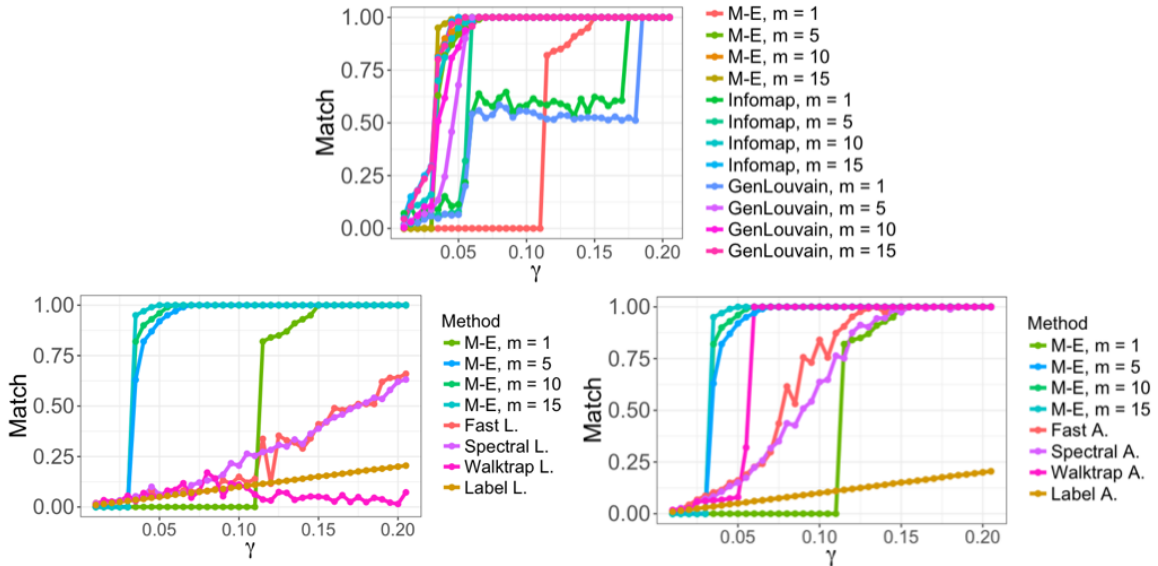 1.00
0.75
0.50
0.25
0.00
Match
0.05
0.10
0.15
0.20
γ
M-E, m = 1
M-E, m = 5
M-E, m = 10
M-E, m = 15
Infomap, m = 1
Infomap, m = 5
Infomap, m = 10
Infomap, m = 15
GenLouvain, m = 1
GenLouvain, m = 5
GenLouvain, m = 10
GenLouvain, m = 15
1.00
0.75
0.50
0.25
0.00
Match
0.05
0.10
0.15
0.20
γ
Method
M-E, m = 1
M-E, m = 5
M-E, m = 10
M-E, m = 15
Fast L.
Spectral L.
Walktrap L.
Label L.
1.00
0.75
0.50
0.25
0.00
Match
0.05
0.10
0.15
0.20
γ
Method
M-E, m = 1
M-E, m = 5
M-E, m = 10
M-E, m = 15
Fast A.
Spectral A.
Walktrap A.
Label A.